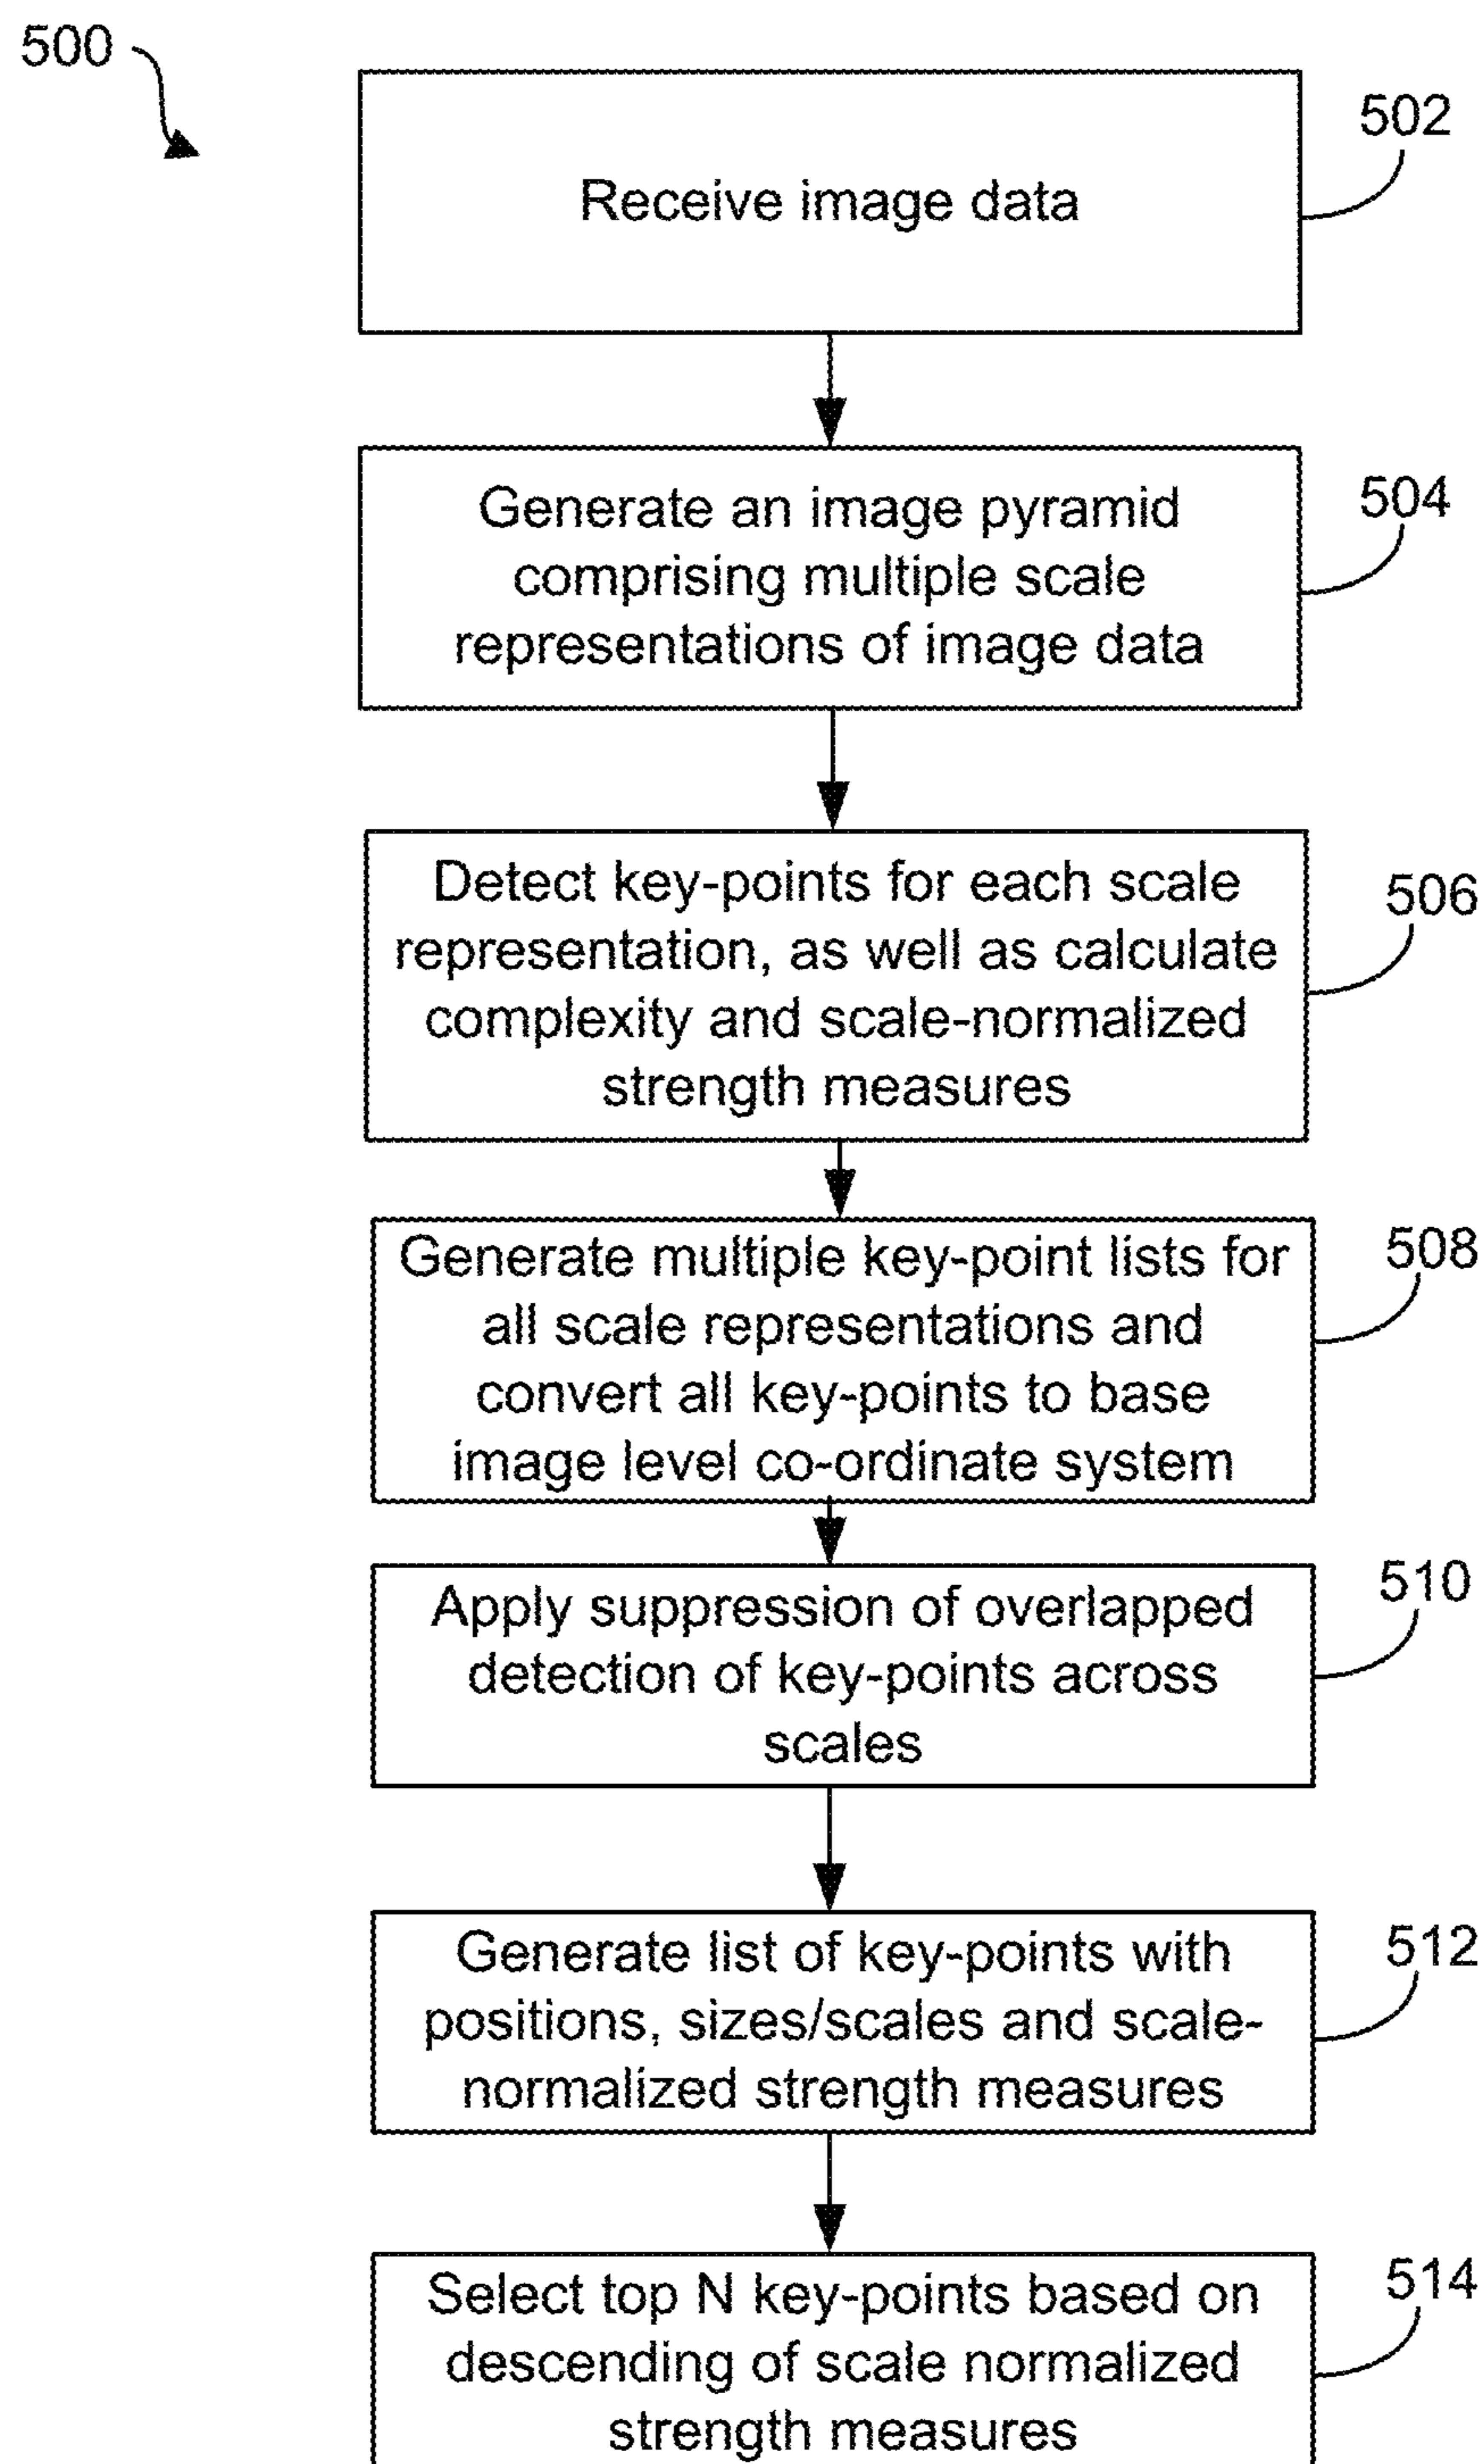 500
502
Receive image data
504
Generate an image pyramid
comprising multiple scale
representations of image data
506
Detect key-points for each scale
representation, as well as calculate
complexity and scale-normalized
strength measures
508
Generate multiple key-point lists for
all scale representations and
convert all key-points to base
image level co-ordinate system
510
Apply suppression of overlapped
detection of key-points across
scales
512
Generate list of key-points with
positions, sizes/scales and scale-
normalized strength measures
514
Select top N key-points based on
descending of scale normalized
strength measures